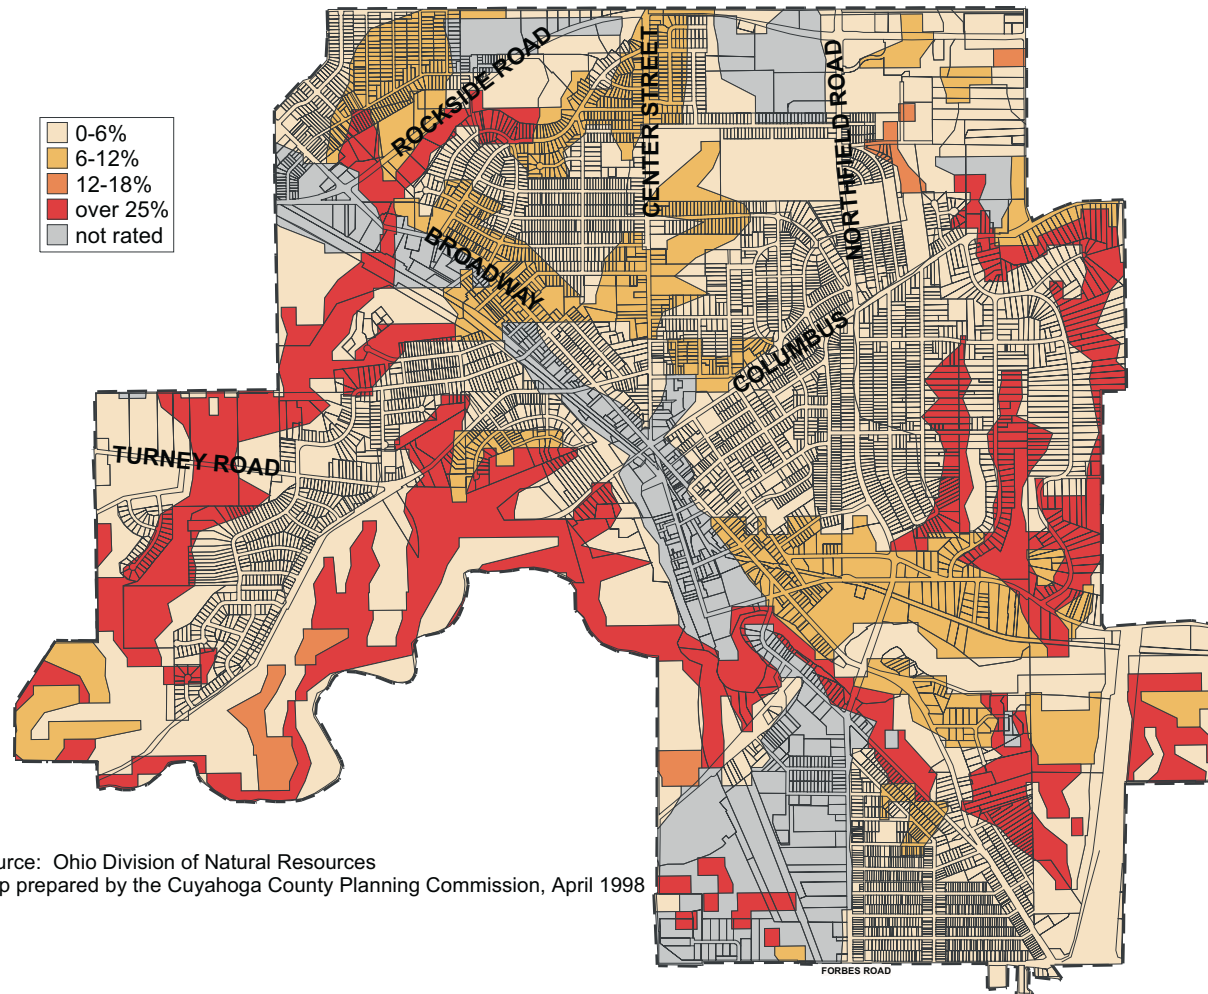 ROCKSIDE ROAD
CENTER STREET
NORTHFIELD ROAD
0-6%
6-12%
12-18%
over 25%
not rated
BROADWAY
COLUMBUS
TURNEY ROAD
urce: Ohio Division of Natural Resources
p prepared by the Cuyahoga County Planning Commission, April 1998
FORBES ROAD